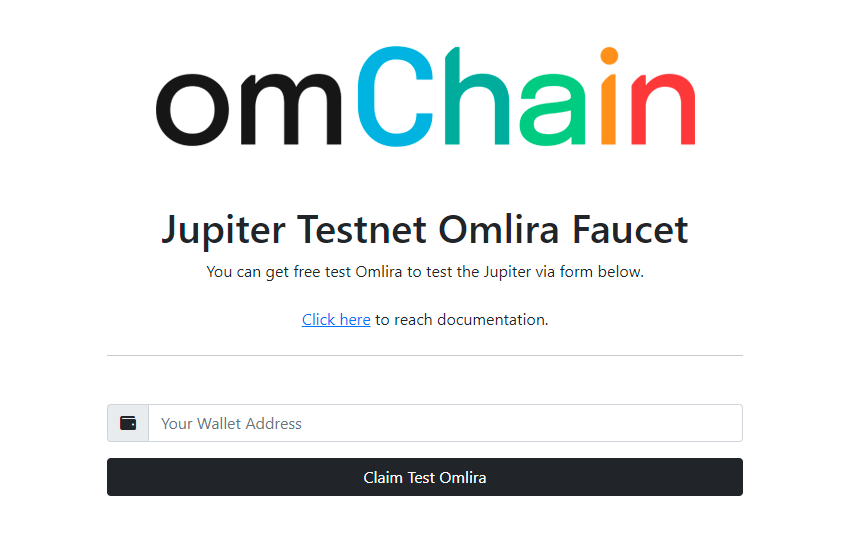 omChain
Jupiter Testnet Omlira Faucet
You can get free test Omlira to test the Jupiter via form below.
Click here to reach documentation.
Your Wallet Address
Claim Test Omlira